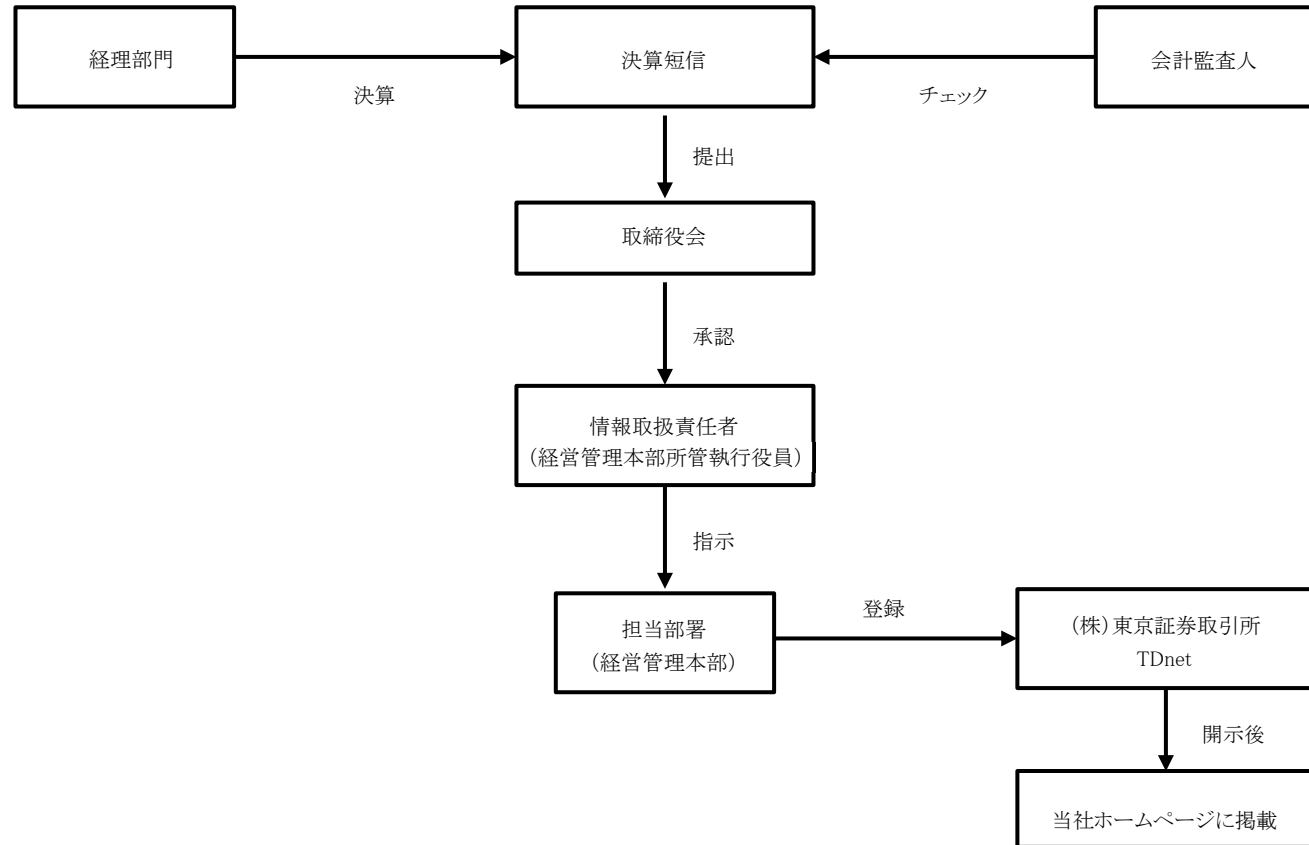 経理部門
決算
決算短信
チェック
会計監査人
提出
取締役会
承認
情報取扱責任者
（経営管理本部所管執行役員）
指示
担当部署
（経営管理本部）
登録
（株）東京証券取引所
TDnet
開示後
当社ホームページに掲載